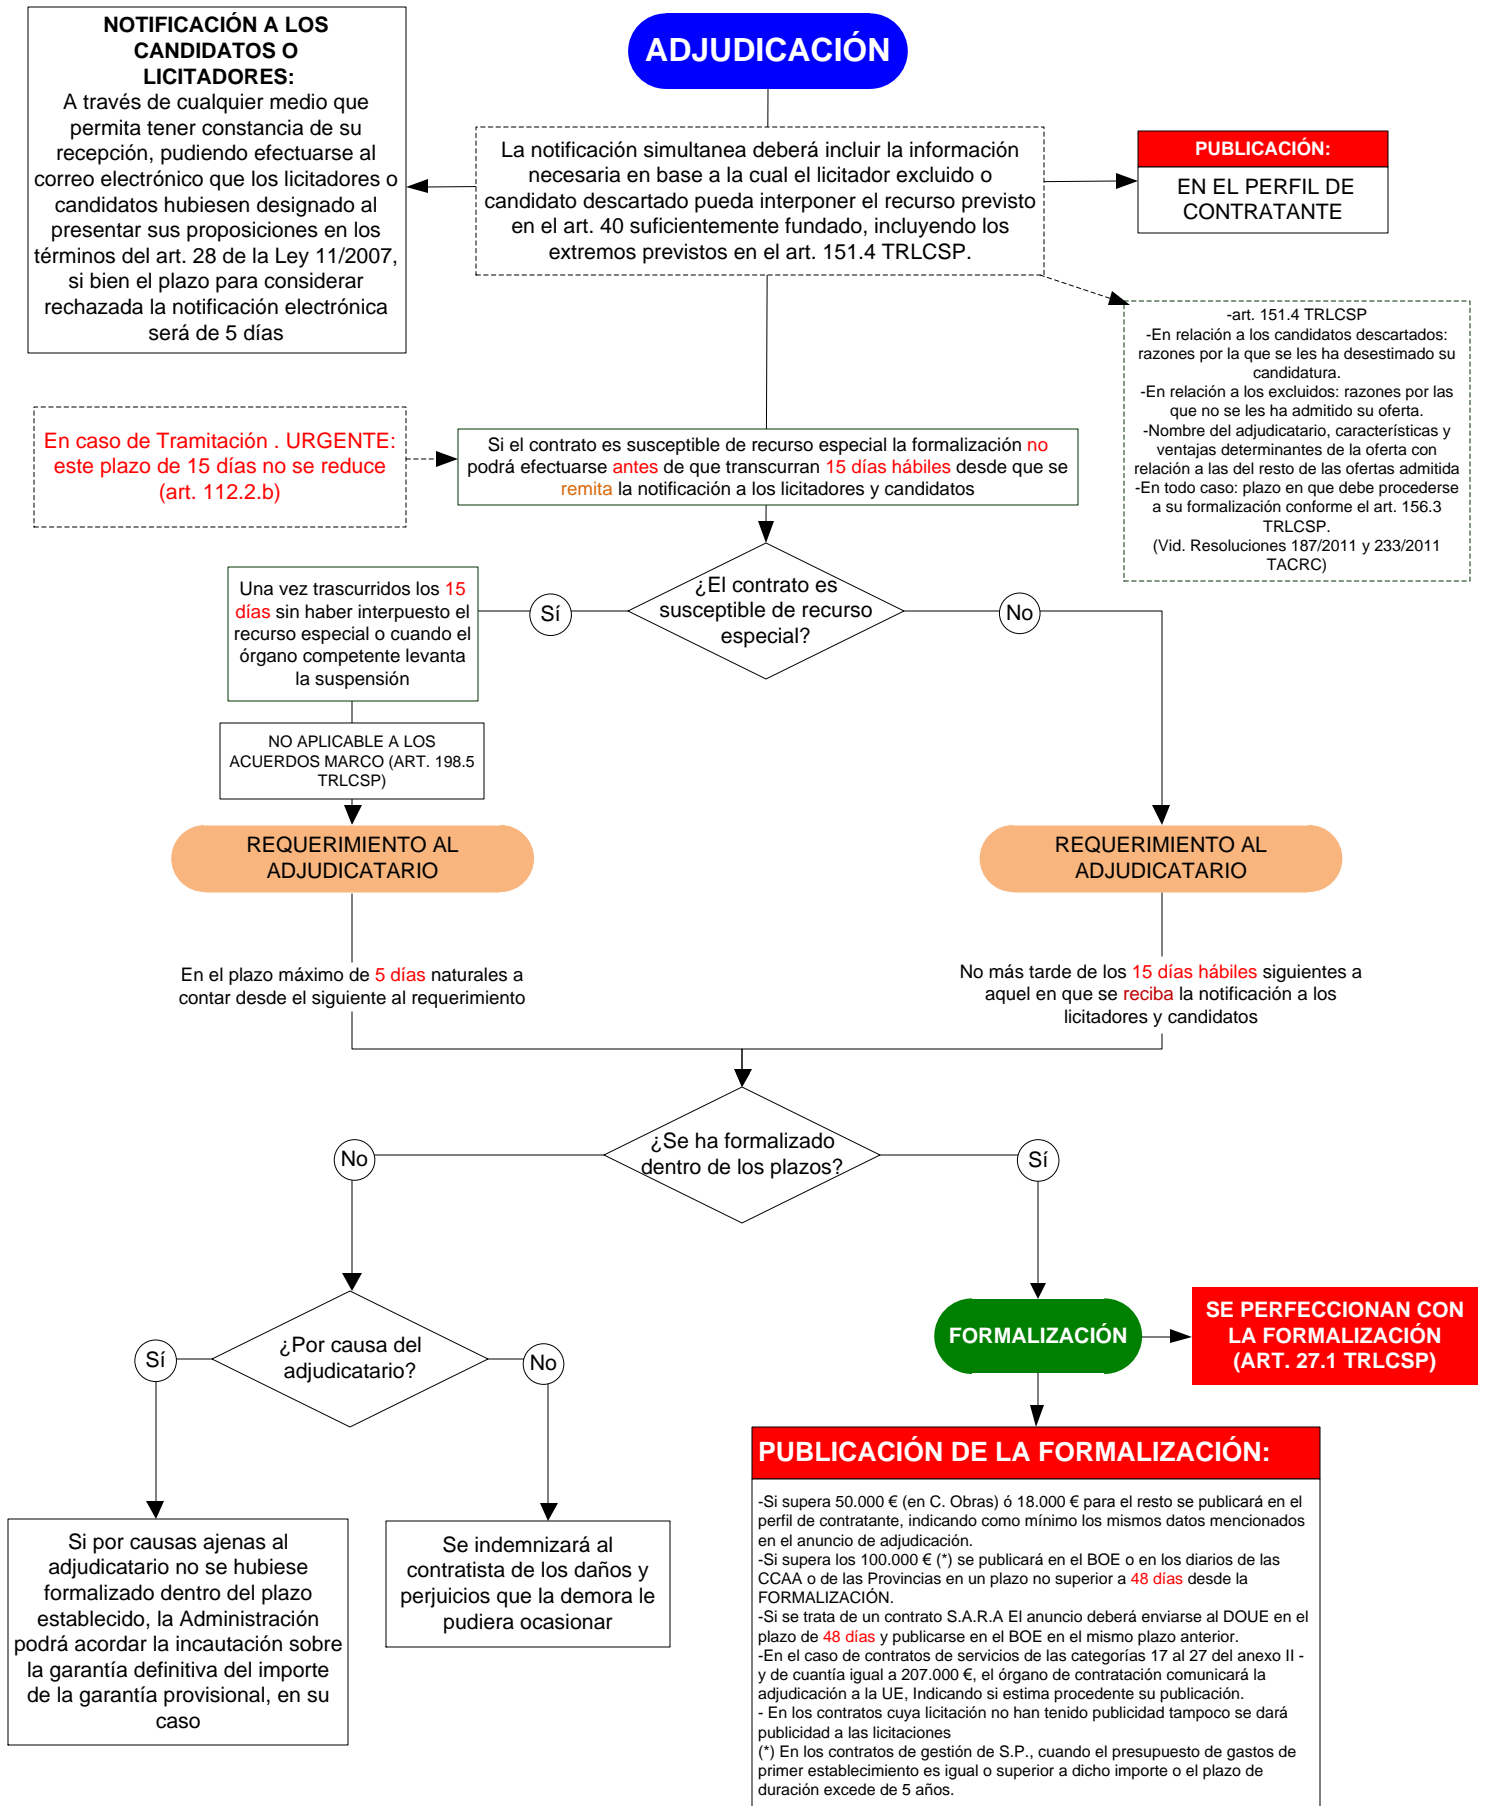 NOTIFICACIÓN A LOS
CANDIDATOS O
LICITADORES:
A través de cualquier medio que
permita tener constancia de su
recepción, pudiendo efectuarse al
correo electrónico que los licitadores o
candidatos hubiesen designado al
presentar sus proposiciones en los
términos del art. 28 de la Ley 11/2007,
si bien el plazo para considerar
rechazada la notificación electrónica
será de 5 días
ADJUDICACIÓN
La notificación simultanea deberá incluir la información
necesaria en base a la cual el licitador excluido o
candidato descartado pueda interponer el recurso previsto
en el art. 40 suficientemente fundado, incluyendo los
extremos previstos en el art. 151.4 TRLCSP.
PUBLICACIÓN:
EN EL PERFIL DE
CONTRATANTE
-art. 151.4 TRLCSP
-En relación a los candidatos descartados:
razones por la que se les ha desestimado su
candidatura.
-En relación a los excluidos: razones por las
que no se les ha admitido su oferta.
-Nombre del adjudicatario, características y
ventajas determinantes de la oferta con
relación a las del resto de las ofertas admitida
-En todo caso: plazo en que debe procederse
a su formalización conforme el art. 156.3
TRLCSP.
(Vid. Resoluciones 187/2011 y 233/2011
TACRC)
En caso de Tramitación . URGENTE:
este plazo de 15 días no se reduce
(art. 112.2.b)
Si el contrato es susceptible de recurso especial la formalización no
podrá efectuarse antes de que transcurran 15 días hábiles desde que se
remita la notificación a los licitadores y candidatos
¿El contrato es
susceptible de recurso
especial?
Sí
No
Una vez trascurridos los 15
días sin haber interpuesto el
recurso especial o cuando el
órgano competente levanta
la suspensión
NO APLICABLE A LOS
ACUERDOS MARCO (ART. 198.5
TRLCSP)
REQUERIMIENTO AL
ADJUDICATARIO
REQUERIMIENTO AL
ADJUDICATARIO
En el plazo máximo de 5 días naturales a
contar desde el siguiente al requerimiento
No más tarde de los 15 días hábiles siguientes a
aquel en que se reciba la notificación a los
licitadores y candidatos
¿Se ha formalizado
dentro de los plazos?
No
Sí
¿Por causa del
adjudicatario?
Sí
No
FORMALIZACIÓN
SE PERFECCIONAN CON
LA FORMALIZACIÓN
(ART. 27.1 TRLCSP)
Si por causas ajenas al
adjudicatario no se hubiese
formalizado dentro del plazo
establecido, la Administración
podrá acordar la incautación sobre
la garantía definitiva del importe
de la garantía provisional, en su
caso
Se indemnizará al
contratista de los daños y
perjuicios que la demora le
pudiera ocasionar
PUBLICACIÓN DE LA FORMALIZACIÓN:
-Si supera 50.000 € (en C. Obras) ó 18.000 € para el resto se publicará en el
perfil de contratante, indicando como mínimo los mismos datos mencionados
en el anuncio de adjudicación.
-Si supera los 100.000 € (*) se publicará en el BOE o en los diarios de las
CCAA o de las Provincias en un plazo no superior a 48 días desde la
FORMALIZACIÓN.
-Si se trata de un contrato S.A.R.A El anuncio deberá enviarse al DOUE en el
plazo de 48 días y publicarse en el BOE en el mismo plazo anterior.
-En el caso de contratos de servicios de las categorías 17 al 27 del anexo II -
y de cuantía igual a 207.000 €, el órgano de contratación comunicará la
adjudicación a la UE, Indicando si estima procedente su publicación.
- En los contratos cuya licitación no han tenido publicidad tampoco se dará
publicidad a las licitaciones
(*) En los contratos de gestión de S.P., cuando el presupuesto de gastos de
primer establecimiento es igual o superior a dicho importe o el plazo de
duración excede de 5 años.